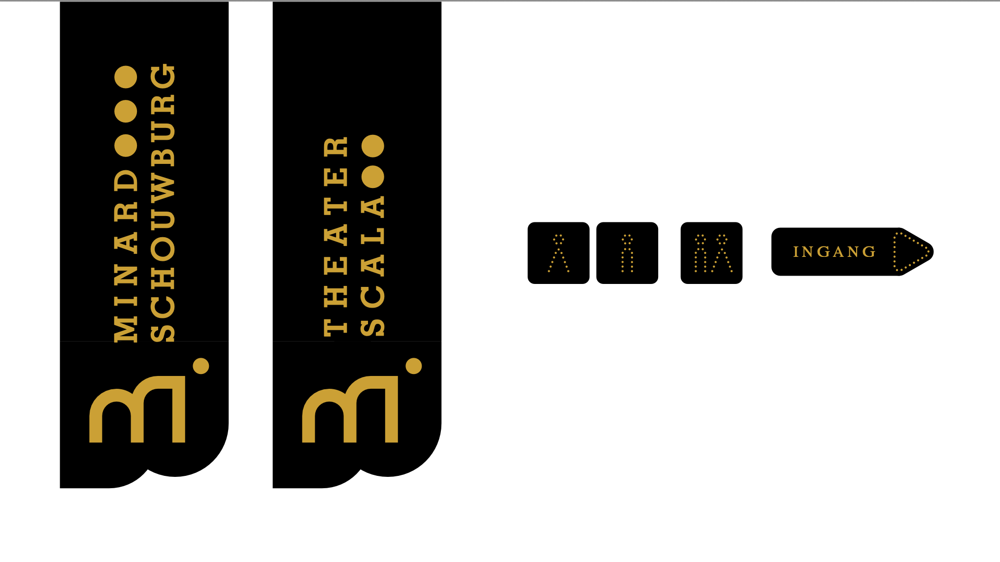 MINARD
SCHOUWBURG
m
THEATER
SCALA
m
INGANG